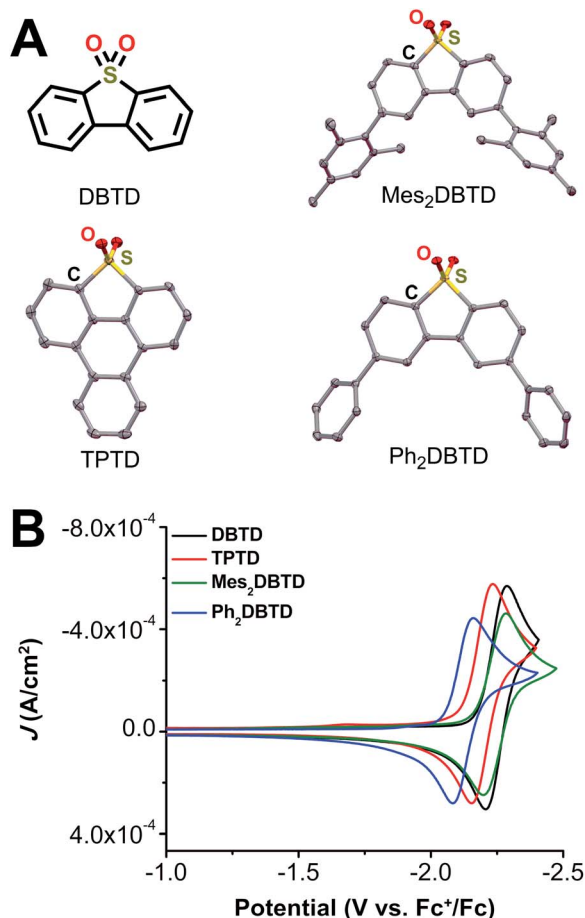 A
O O
S
DBTD
O
S
C
Mes₂DBTD
O
S
C
TPTD
O
S
C
Ph₂DBTD
B
-8.0x10⁻⁴
-4.0x10⁻⁴
0.0
4.0x10⁻⁴
J (A/cm²)
DBTD
TPTD
Mes₂DBTD
Ph₂DBTD
-1.0 -1.5 -2.0 -2.5
Potential (V vs. Fc⁺/Fc)